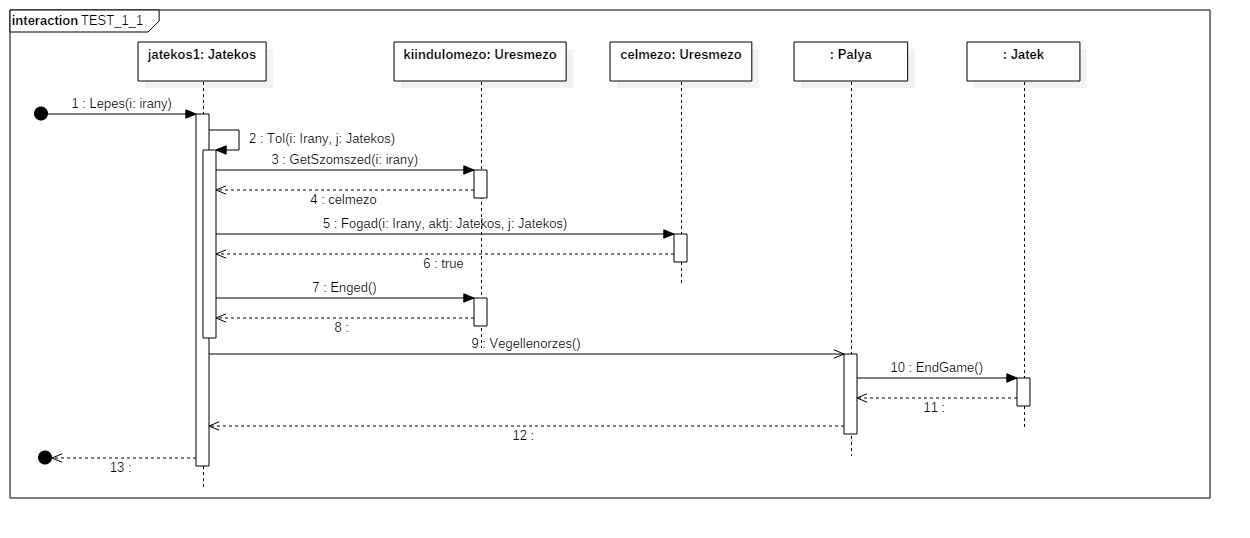 interaction TEST_1_1
jatekos1: Jatekos
kiindulomezo: Uresmezo
celmezo: Uresmezo
: Palya
: Jatek
1 : Lepes(i: irany)
2 : Tol(i: Irany, j: Jatekos)
3 : GetSzomszed(i: irany)
4 : celmezo
5 : Fogad(i: Irany, aktj: Jatekos, j: Jatekos)
6 : true
7 : Enged()
8 :
9 : Vegellenorzes()
10 : EndGame()
11 :
12 :
13 :